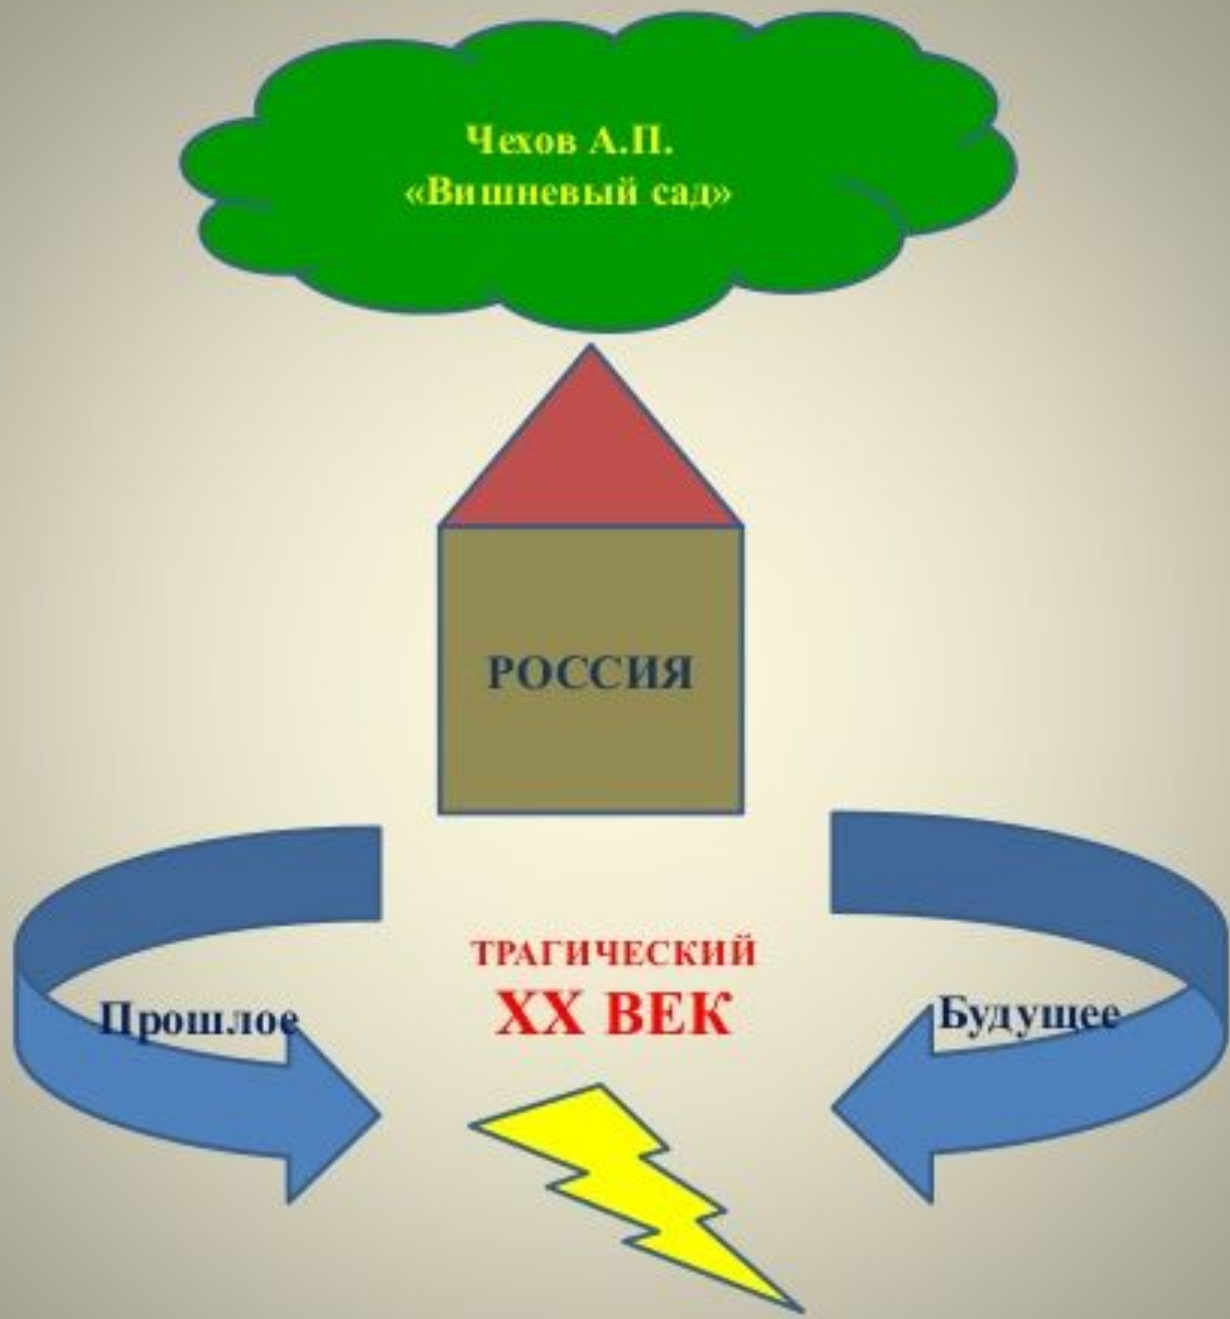 Чехов А.П.
«Вишневый сад»
РОССИЯ
ТРАГИЧЕСКИЙ
XX ВЕК
Прошлое
Будущее